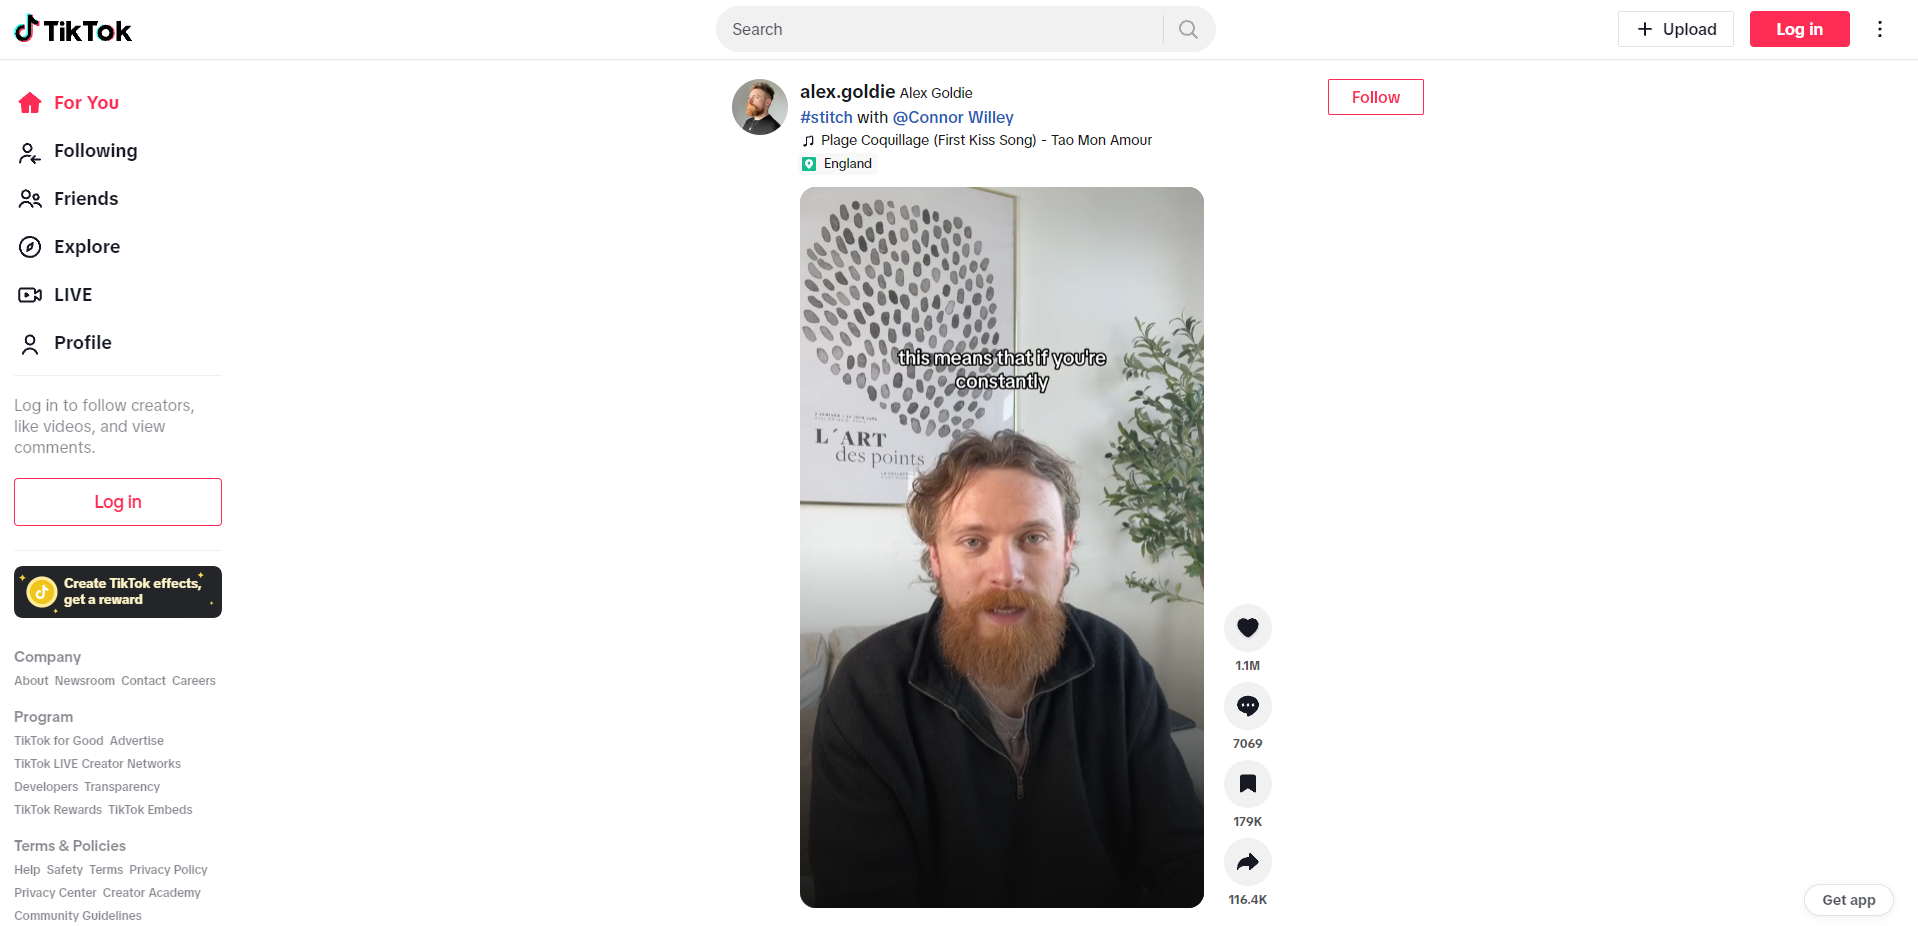 TikTok
Search
Upload
Log in
For You
Following
Friends
Explore
LIVE
Profile
Log in to follow creators,
like videos, and view
comments.
Log in
Create TikTok effects,
get a reward
Company
About Newsroom Contact Careers
Program
TikTok for Good Advertise
TikTok LIVE Creator Networks
Developers Transparency
TikTok Rewards TikTok Embeds
Terms & Policies
Help Safety Terms Privacy Policy
Privacy Center Creator Academy
Community Guidelines
alex.goldie Alex Goldie
Follow
#stitch with @Connor Willey
Plage Coquillage (First Kiss Song) - Tao Mon Amour
England
this means that if you're
constantly
L'ART
des points
1.1M
7069
179K
116.4K
Get app